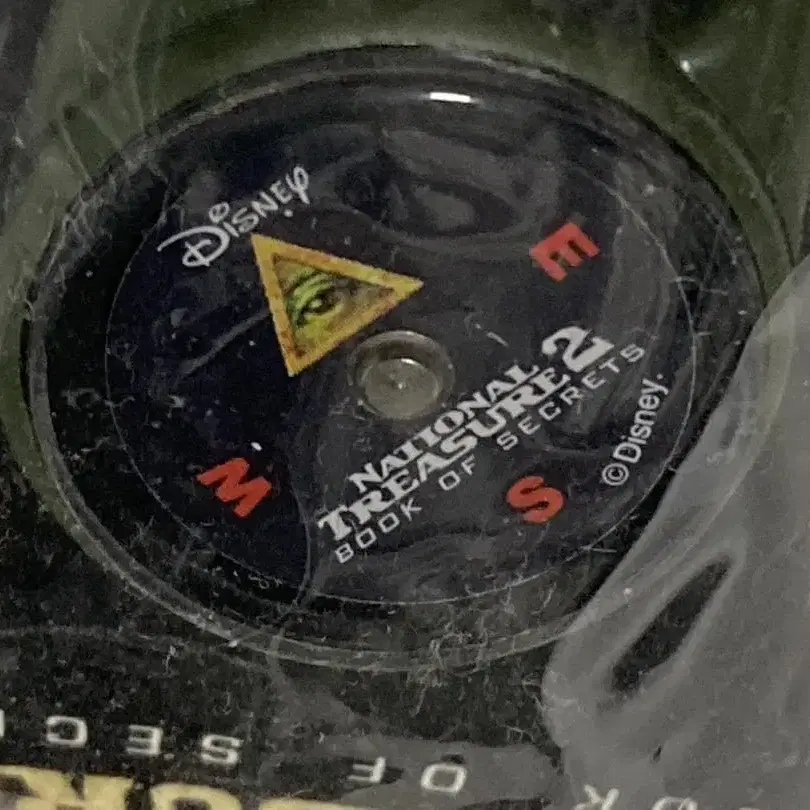 Disney
E
NATIONAL
TREASURE 2
BOOK OF SECRETS
©Disney.
W
S
OF SEC